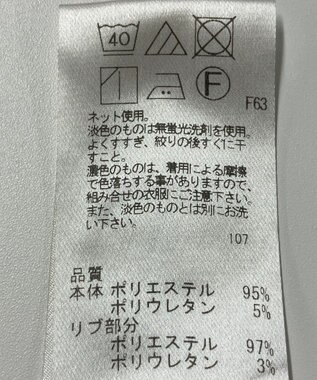 40
F
F63
ネット使用。
淡色のものは無蛍光洗剤を使用。
よくすすぎ、絞りの後すぐに干
すこと。
濃色のものは、着用による摩擦
で色落ちする事がありますので、
組み合せの衣服にご注意下さい。
また、淡色のものとは別にお洗
い下さい。
107
品質
本体 ポリエステル 95%
ポリウレタン 5%
リブ部分
ポリエステル 97%
ポリウレタン 3%